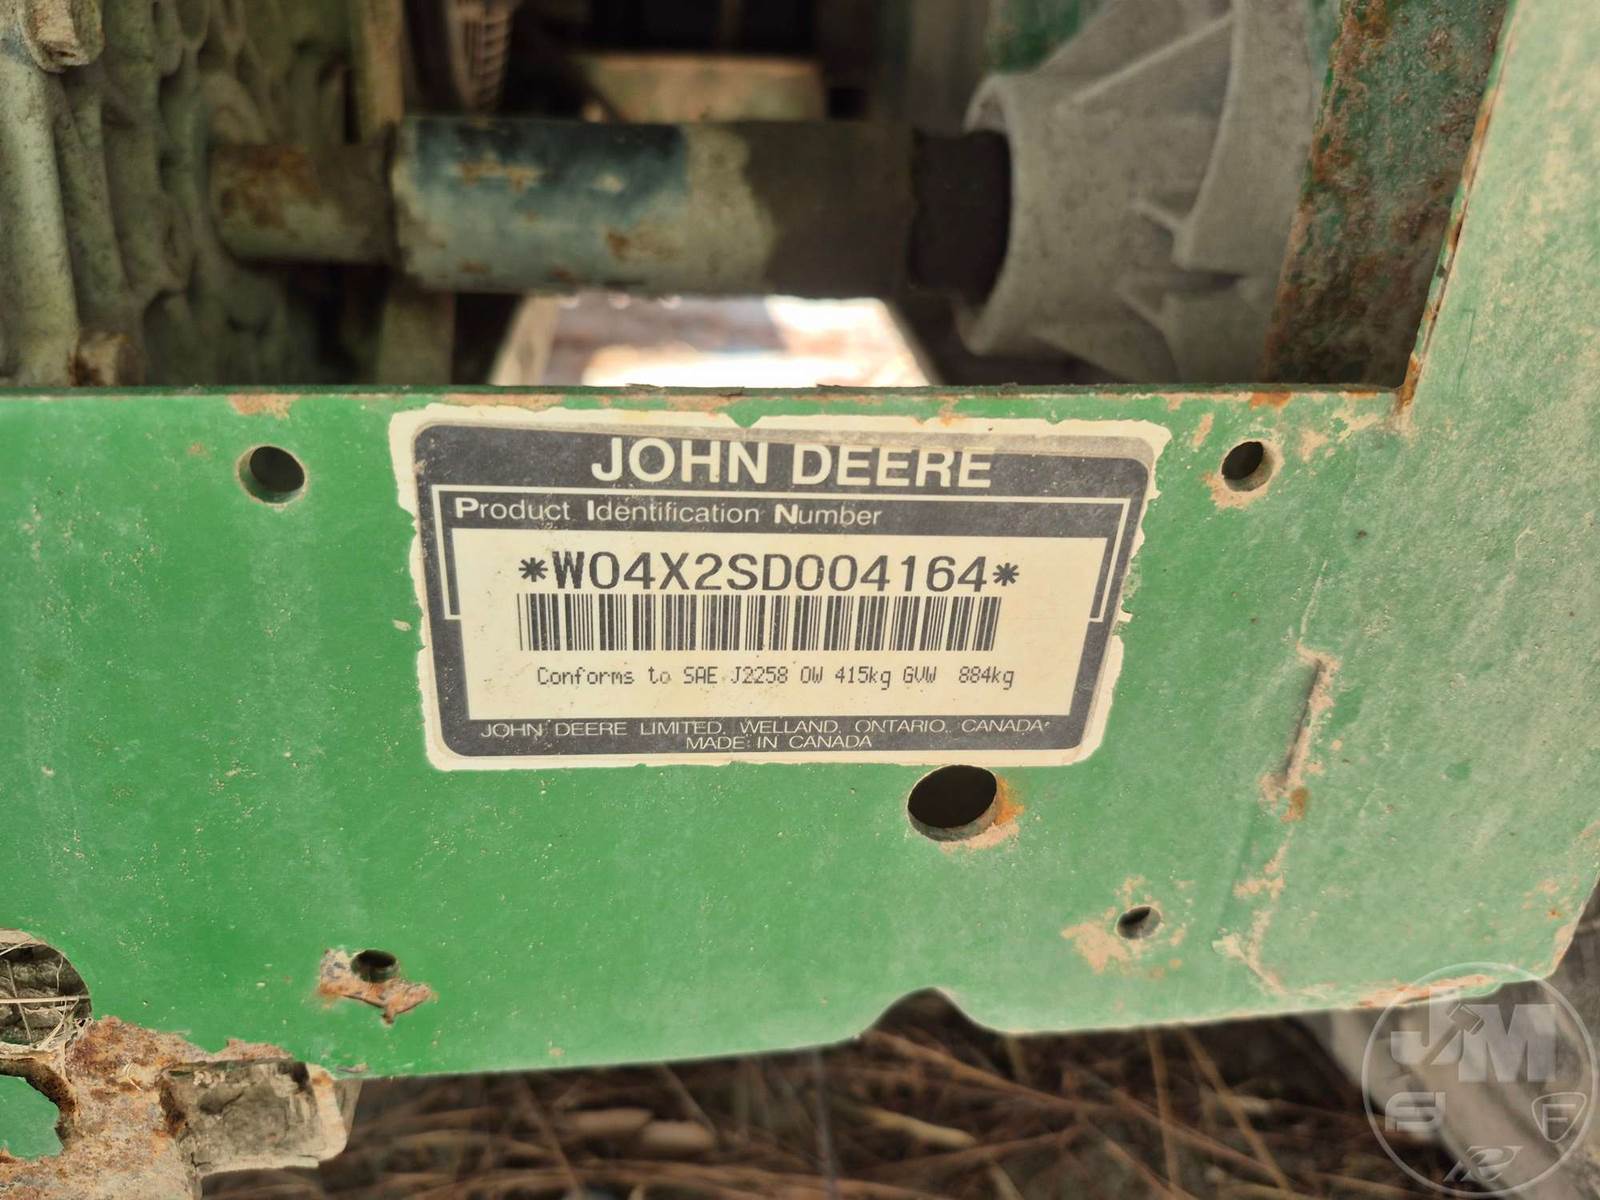 JOHN DEERE
Product Identification Number
*W04X2SD004164*
Conforms to SAE J2258 OW 415kg GVW 884kg
JOHN DEERE LIMITED, WELLAND, ONTARIO, CANADA
MADE IN CANADA
JM